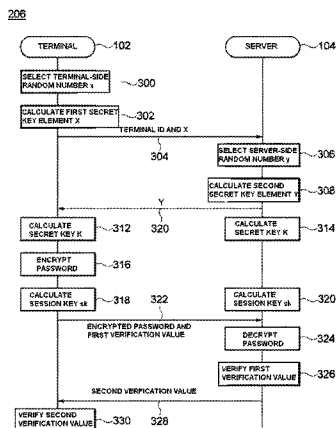 206
TERMINAL
102
SERVER
104
SELECT TERMINAL-SIDE
RANDOM NUMBER x
300
CALCULATE FIRST SECRET
KEY ELEMENT X
302
TERMINAL ID AND X
304
SELECT SERVER-SIDE
RANDOM NUMBER y
306
CALCULATE SECOND
SECRET KEY ELEMENT Y
308
Y
320
CALCULATE
SECRET KEY K
312
CALCULATE
SECRET KEY K
314
ENCRYPT
PASSWORD
316
CALCULATE
SESSION KEY sk
318
CALCULATE
SESSION KEY sk
320
322
ENCRYPTED PASSWORD AND
FIRST VERIFICATION VALUE
DECRYPT
PASSWORD
324
VERIFY FIRST
VERIFICATION VALUE
326
SECOND VERFICATION VALUE
328
VERIFY SECOND
VERIFICATION VALUE
330